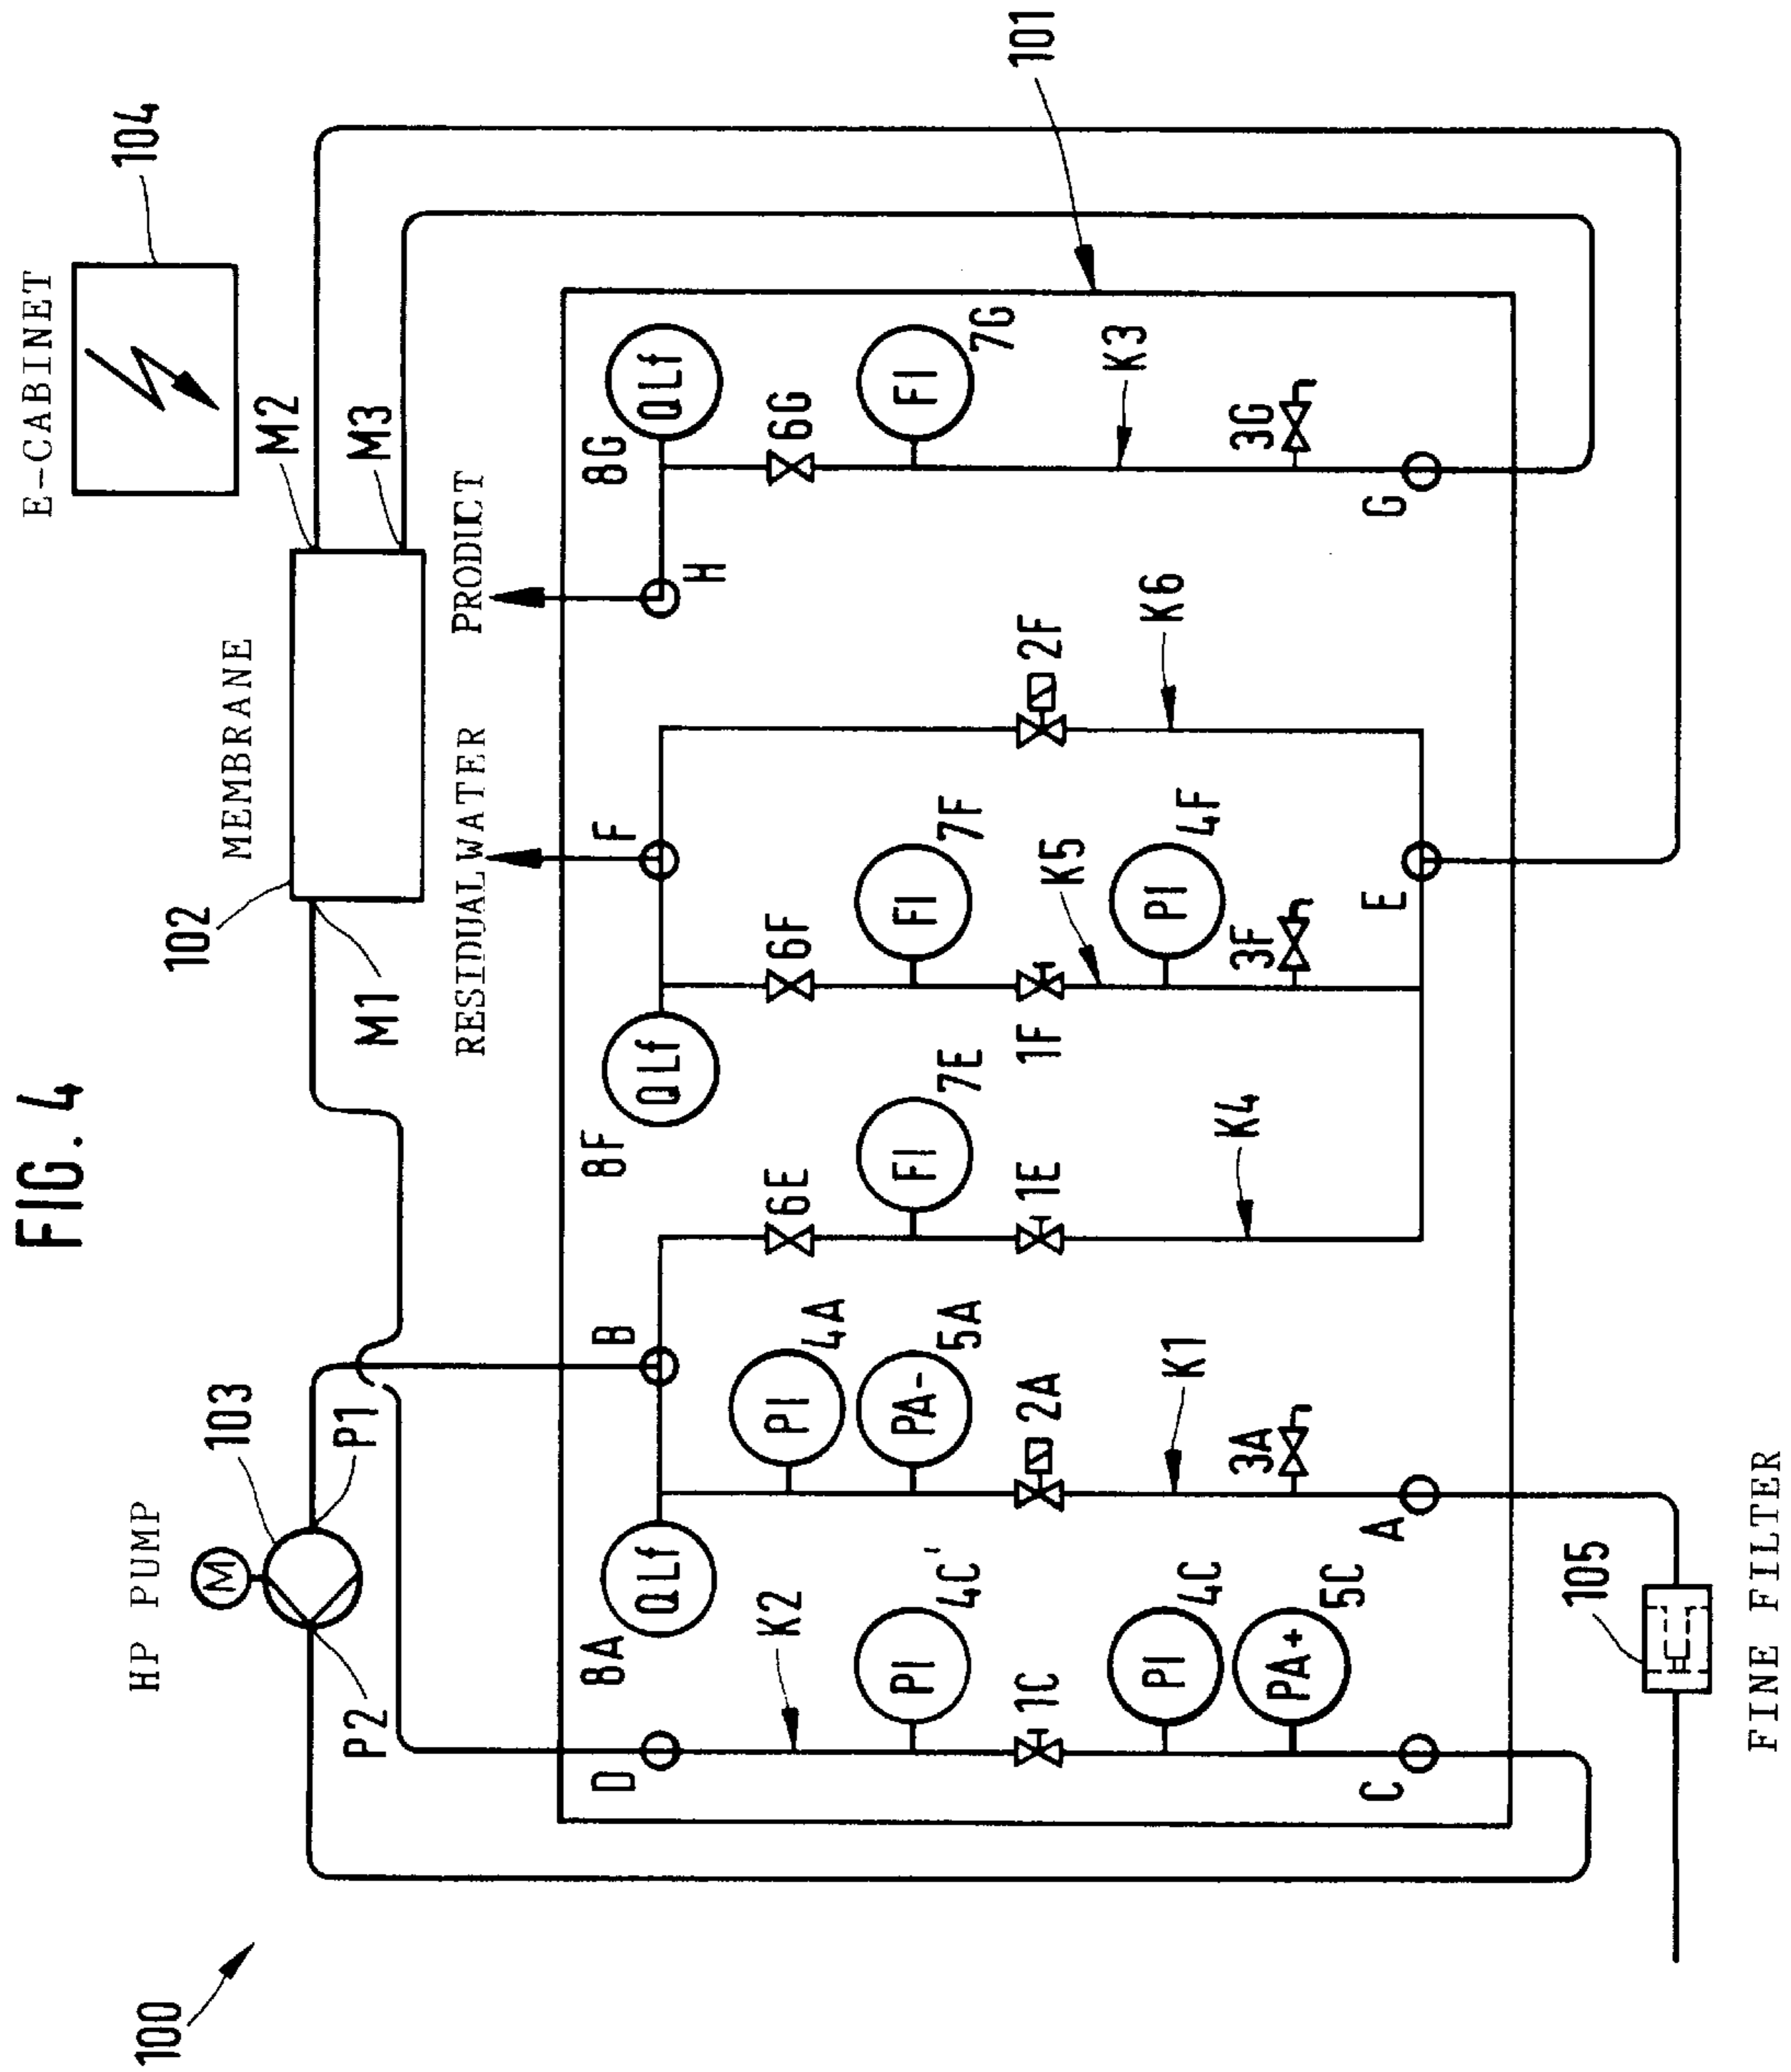 FIG. 4
100
E-CABINET
104
HP PUMP
103
M
P1
P2
MEMBRANE
102
M1
M2
M3
RESIDUAL WATER
PRODUCT
101
D
8A
QLf
B
8F
QLf
F
H
8G
QLf
K2
PI
4C'
PI
4A
PA-
5A
6E
FI
7E
6F
FI
7F
6G
FI
7G
1C
2A
1E
1F
2F
PI
4C
PA+
5C
K1
3A
K4
K5
PI
4F
3F
K6
K3
3G
C
A
E
G
105
FINE FILTER